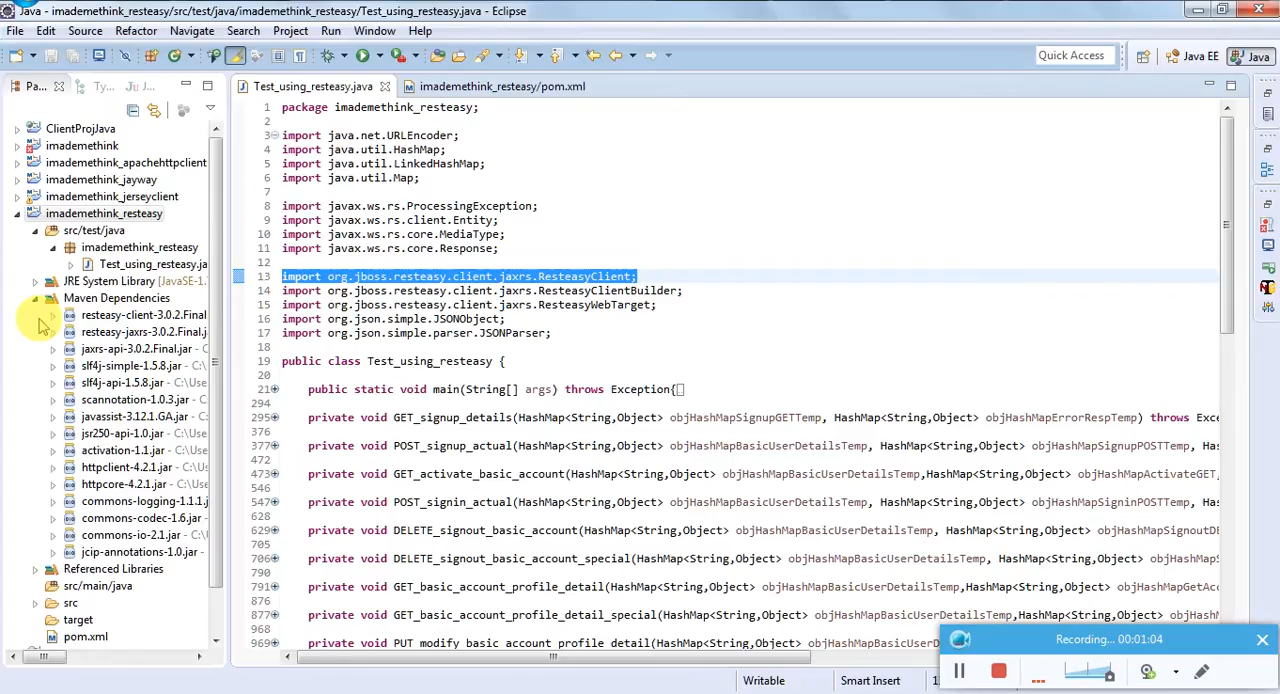 Java - imademethink_resteasy/src/test/java/imademethink_resteasy/Test_using_resteasy.java - Eclipse
File Edit Source Refactor Navigate Search Project Run Window Help
Quick Access
Java EE
Java
Pa...
Ty...
Ju J...
Test_using_resteasy.java
imademethink_resteasy/pom.xml
ClientProjJava
imademethink
imademethink_apachehttpclient
imademethink_jayway
imademethink_jerseyclient
imademethink_resteasy
src/test/java
imademethink_resteasy
Test_using_resteasy.ja
JRE System Library [JavaSE-1.
Maven Dependencies
resteasy-client-3.0.2.Final
resteasy-jaxrs-3.0.2.Final.j
jaxrs-api-3.0.2.Final.jar - C
slf4j-simple-1.5.8.jar - C:\
slf4j-api-1.5.8.jar - C:\Use
scannotation-1.0.3.jar - C
javassist-3.12.1.GA.jar - C
jsr250-api-1.0.jar - C:\User
activation-1.1.jar - C:\Use
httpclient-4.2.1.jar - C:\Us
httpcore-4.2.1.jar - C:\Use
commons-logging-1.1.1.j
commons-codec-1.6.jar - C
commons-io-2.1.jar - C:\U
jcip-annotations-1.0.jar - C
Referenced Libraries
src/main/java
src
target
pom.xml
1 package imademethink_resteasy;
2
3 import java.net.URLEncoder;
4 import java.util.HashMap;
5 import java.util.LinkedHashMap;
6 import java.util.Map;
7
8 import javax.ws.rs.ProcessingException;
9 import javax.ws.rs.client.Entity;
10 import javax.ws.rs.core.MediaType;
11 import javax.ws.rs.core.Response;
12
13 import org.jboss.resteasy.client.jaxrs.ResteasyClient;
14 import org.jboss.resteasy.client.jaxrs.ResteasyClientBuilder;
15 import org.jboss.resteasy.client.jaxrs.ResteasyWebTarget;
16 import org.json.simple.JSONObject;
17 import org.json.simple.parser.JSONParser;
18
19 public class Test_using_resteasy {
20
21 public static void main(String[] args) throws Exception{
294
295 private void GET_signup_details(HashMap<String,Object> objHashMapSignupGETTemp, HashMap<String,Object> objHashMapErrorRespTemp) throws Exce
376
377 private void POST_signup_actual(HashMap<String,Object> objHashMapBasicUserDetailsTemp, HashMap<String,Object> objHashMapSignupPOSTTemp, Has
472
473 private void GET_activate_basic_account(HashMap<String,Object> objHashMapBasicUserDetailsTemp,HashMap<String,Object> objHashMapActivateGET,
546
547 private void POST_signin_actual(HashMap<String,Object> objHashMapBasicUserDetailsTemp, HashMap<String,Object> objHashMapSigninPOSTTemp, Has
628
629 private void DELETE_signout_basic_account(HashMap<String,Object> objHashMapBasicUserDetailsTemp, HashMap<String,Object> objHashMapSignoutDE
705
706 private void DELETE_signout_basic_account_special(HashMap<String,Object> objHashMapBasicUserDetailsTemp, HashMap<String,Object> objHashMapS
790
791 private void GET_basic_account_profile_detail(HashMap<String,Object> objHashMapBasicUserDetailsTemp,HashMap<String,Object> objHashMapGetAcc
876
877 private void GET_basic_account_profile_detail_special(HashMap<String,Object> objHashMapBasicUserDetailsTemp,HashMap<String,Object> objHashM
968
969 private void PUT_modify_basic_account_profile_detail(HashMap<String,Object>
Recording... 00:01:04
Writable
Smart Insert